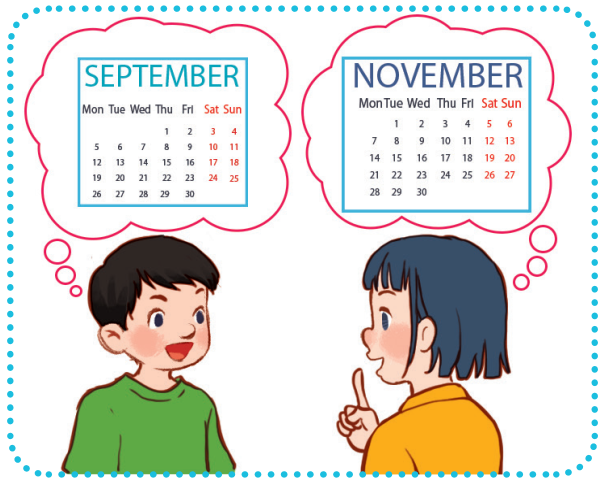 SEPTEMBER
Mon Tue Wed Thu Fri Sat Sun
1 2 3 4
5 6 7 8 9 10 11
12 13 14 15 16 17 18
19 20 21 22 23 24 25
26 27 28 29 30
NOVEMBER
Mon Tue Wed Thu Fri Sat Sun
1 2 3 4 5 6
7 8 9 10 11 12 13
14 15 16 17 18 19 20
21 22 23 24 25 26 27
28 29 30